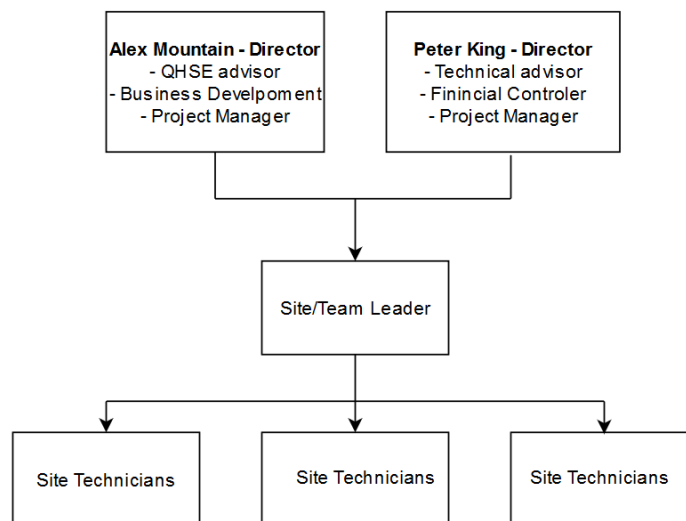 Alex Mountain - Director
- QHSE advisor
- Business Develpoment
- Project Manager
Peter King - Director
- Technical advisor
- Finincial Controler
- Project Manager
Site/Team Leader
Site Technicians
Site Technicians
Site Technicians